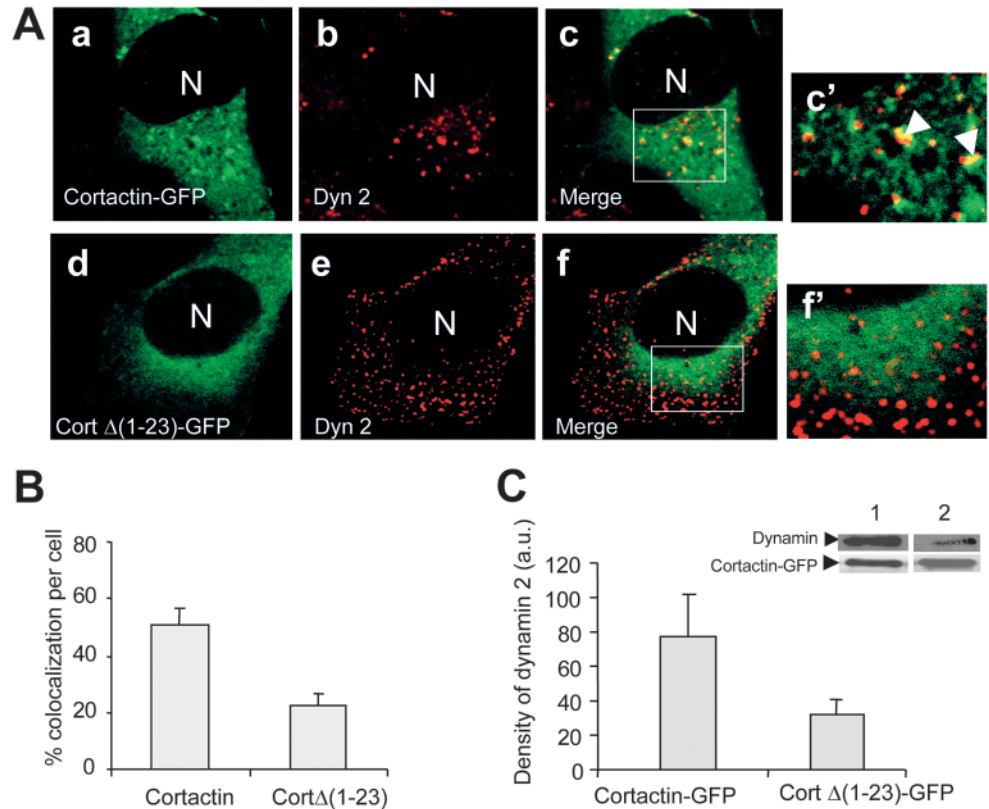 A
a
N
Cortactin-GFP
b
N
Dyn 2
c
N
Merge
c'
d
N
Cort Δ(1-23)-GFP
e
N
Dyn 2
f
N
Merge
f'
B
% colocalization per cell
80
60
40
20
0
Cortactin
CortΔ(1-23)
C
1 2
Dynamin
Cortactin-GFP
Density of dynamin 2 (a.u.)
120
100
80
60
40
20
0
Cortactin-GFP
Cort Δ(1-23)-GFP